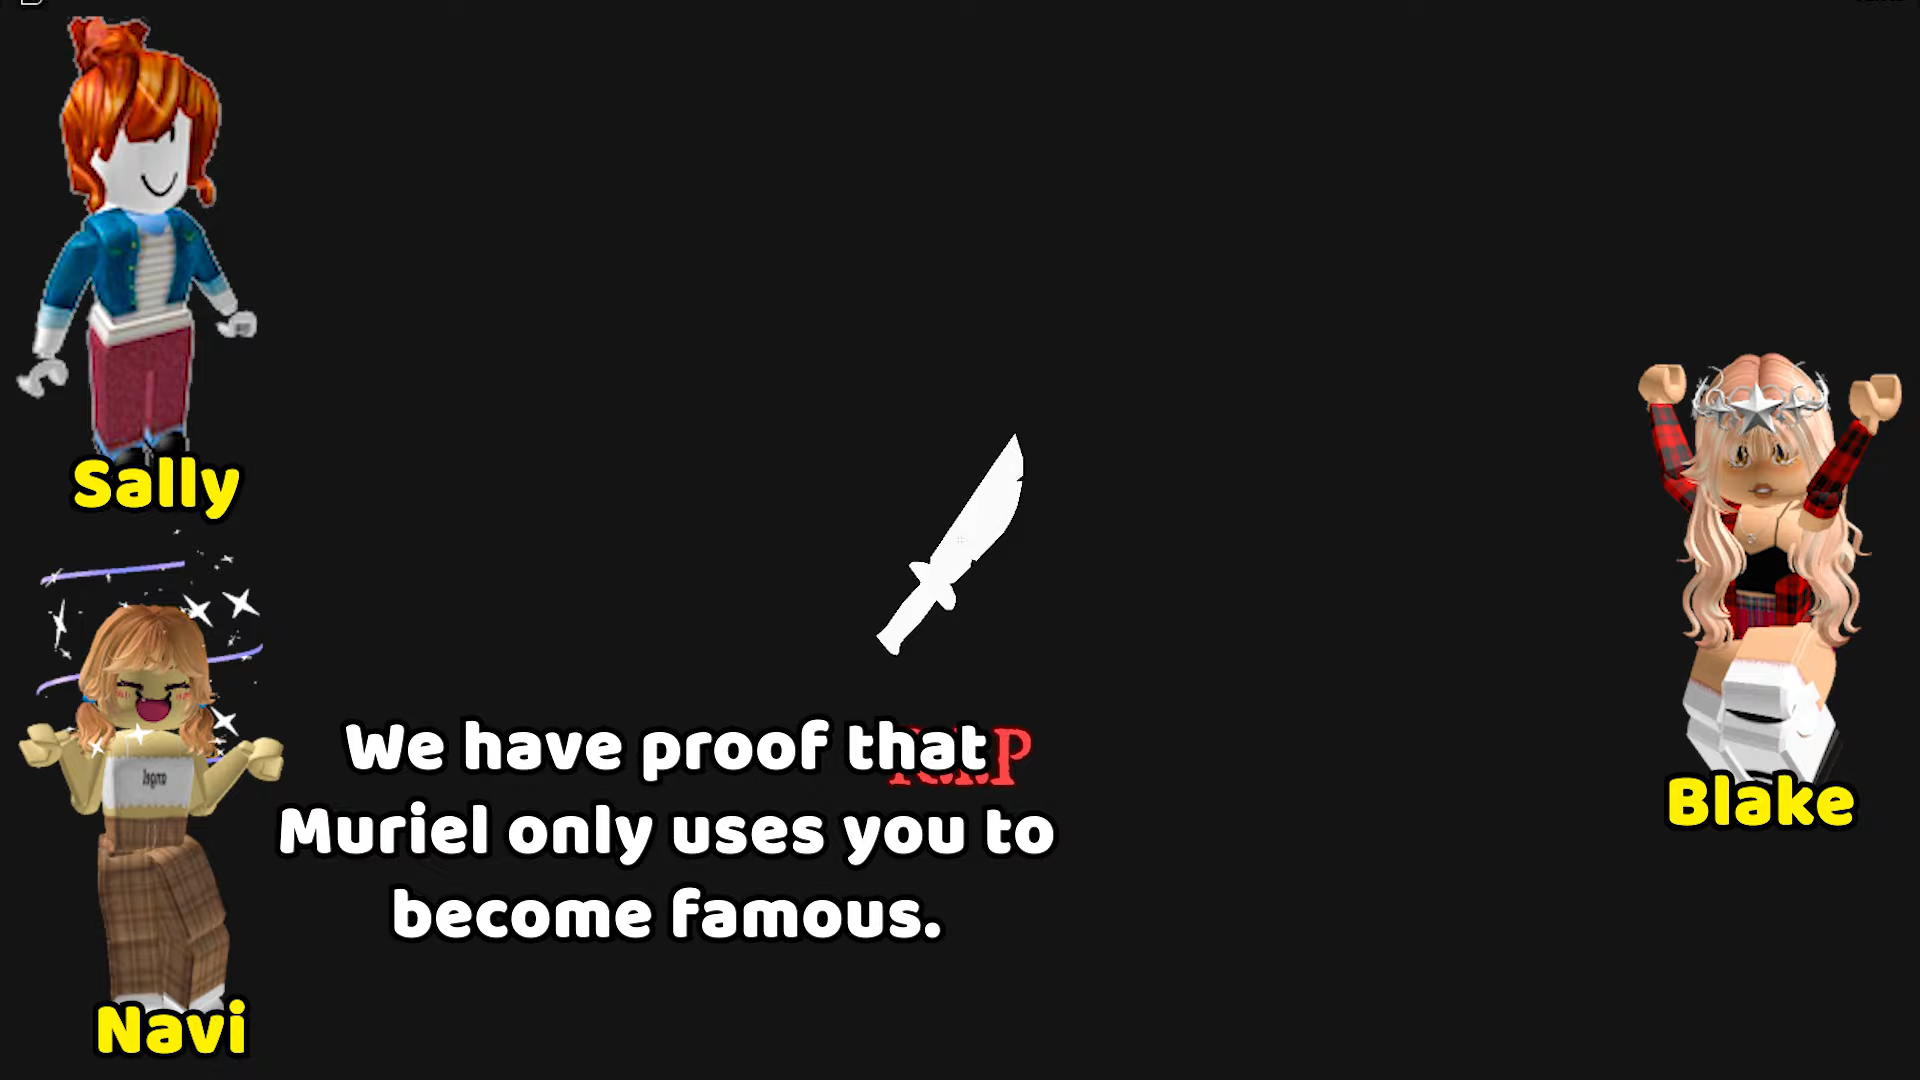 Sally
We have proof that
Muriel only uses you to
become famous.
Blake
Navi